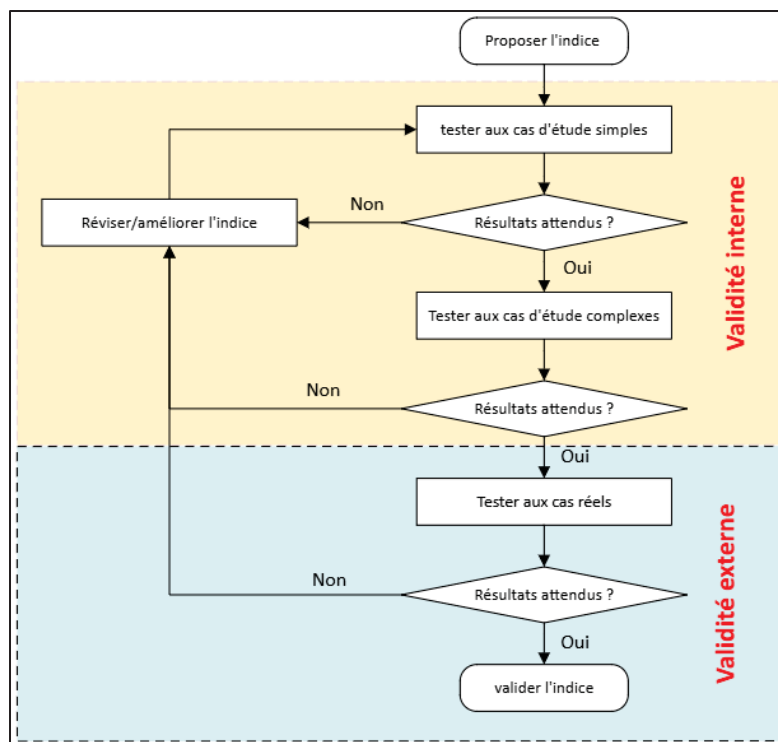 Proposer l'indice
tester aux cas d'étude simples
Réviser/améliorer l'indice
Non
Résultats attendus ?
Oui
Tester aux cas d'étude complexes
Non
Résultats attendus ?
Oui
Tester aux cas réels
Non
Résultats attendus ?
Oui
valider l'indice
Validité interne
Validité externe